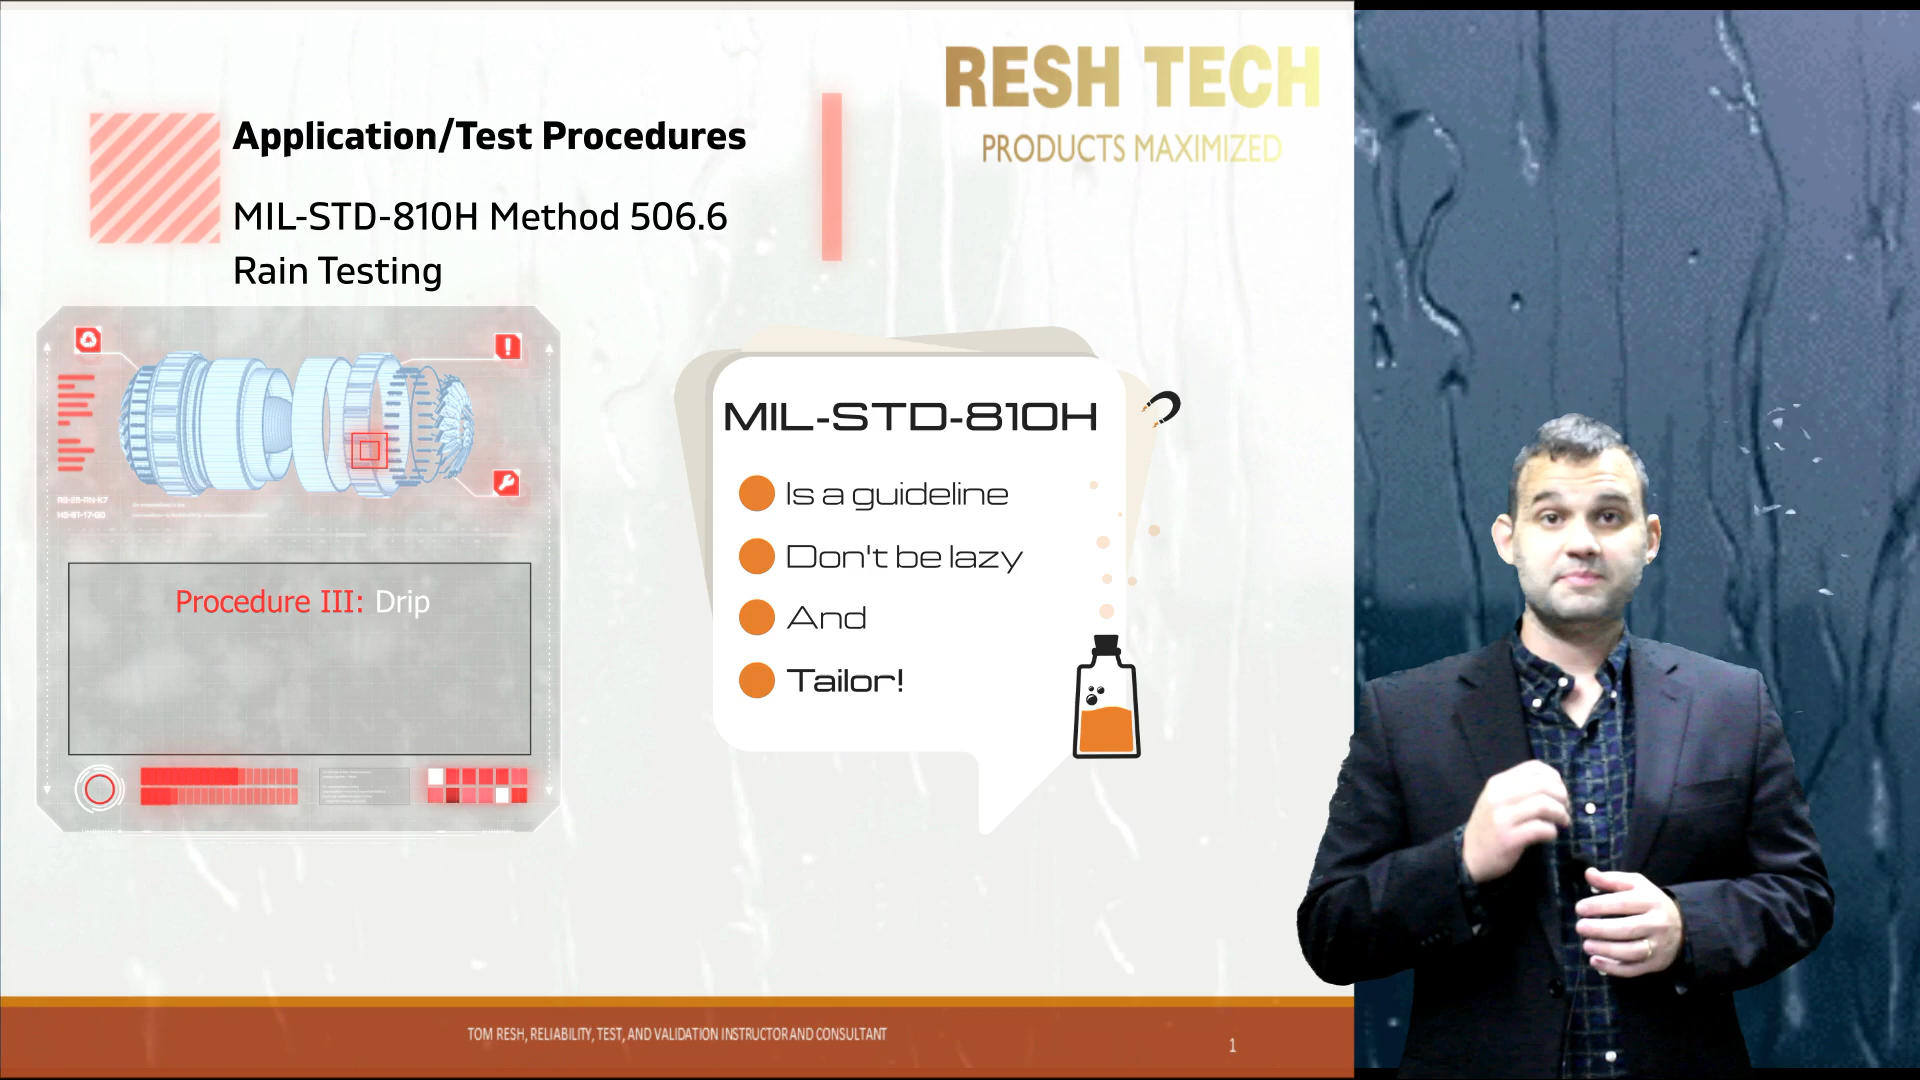 RESH TECH
PRODUCTS MAXIMIZED
Application/Test Procedures
MIL-STD-810H Method 506.6
Rain Testing
Procedure III: Drip
MIL-STD-810H
Is a guideline
Don't be lazy
And
Tailor!
TOM RESH, RELIABILITY, TEST, AND VALIDATION INSTRUCTOR AND CONSULTANT
1